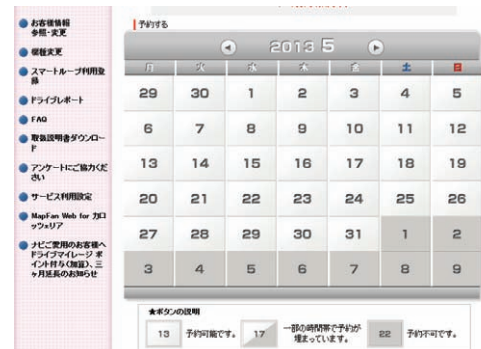 お客様情報
参照・変更
機種変更
スマートループ利用登
録
ドライブレポート
FAQ
取扱説明書ダウンロー
ド
アンケートにご協力くだ
さい
サービス利用設定
MapFan Web for カロ
ッツェリア
ナビご愛用のお客様へ
ドライブマイレージ ポ
イント付与(加算)、三
ヶ月延長のお知らせ
予約する
2013 5
月 火 水 木 金 土 日
29 30 1 2 3 4 5
6 7 8 9 10 11 12
13 14 15 16 17 18 19
20 21 22 23 24 25 26
27 28 29 30 31 1 2
3 4 5 6 7 8 9
★ボタンの説明
13 予約可能です。 17 一部の時間帯で予約が
埋まっています。 22 予約不可です。